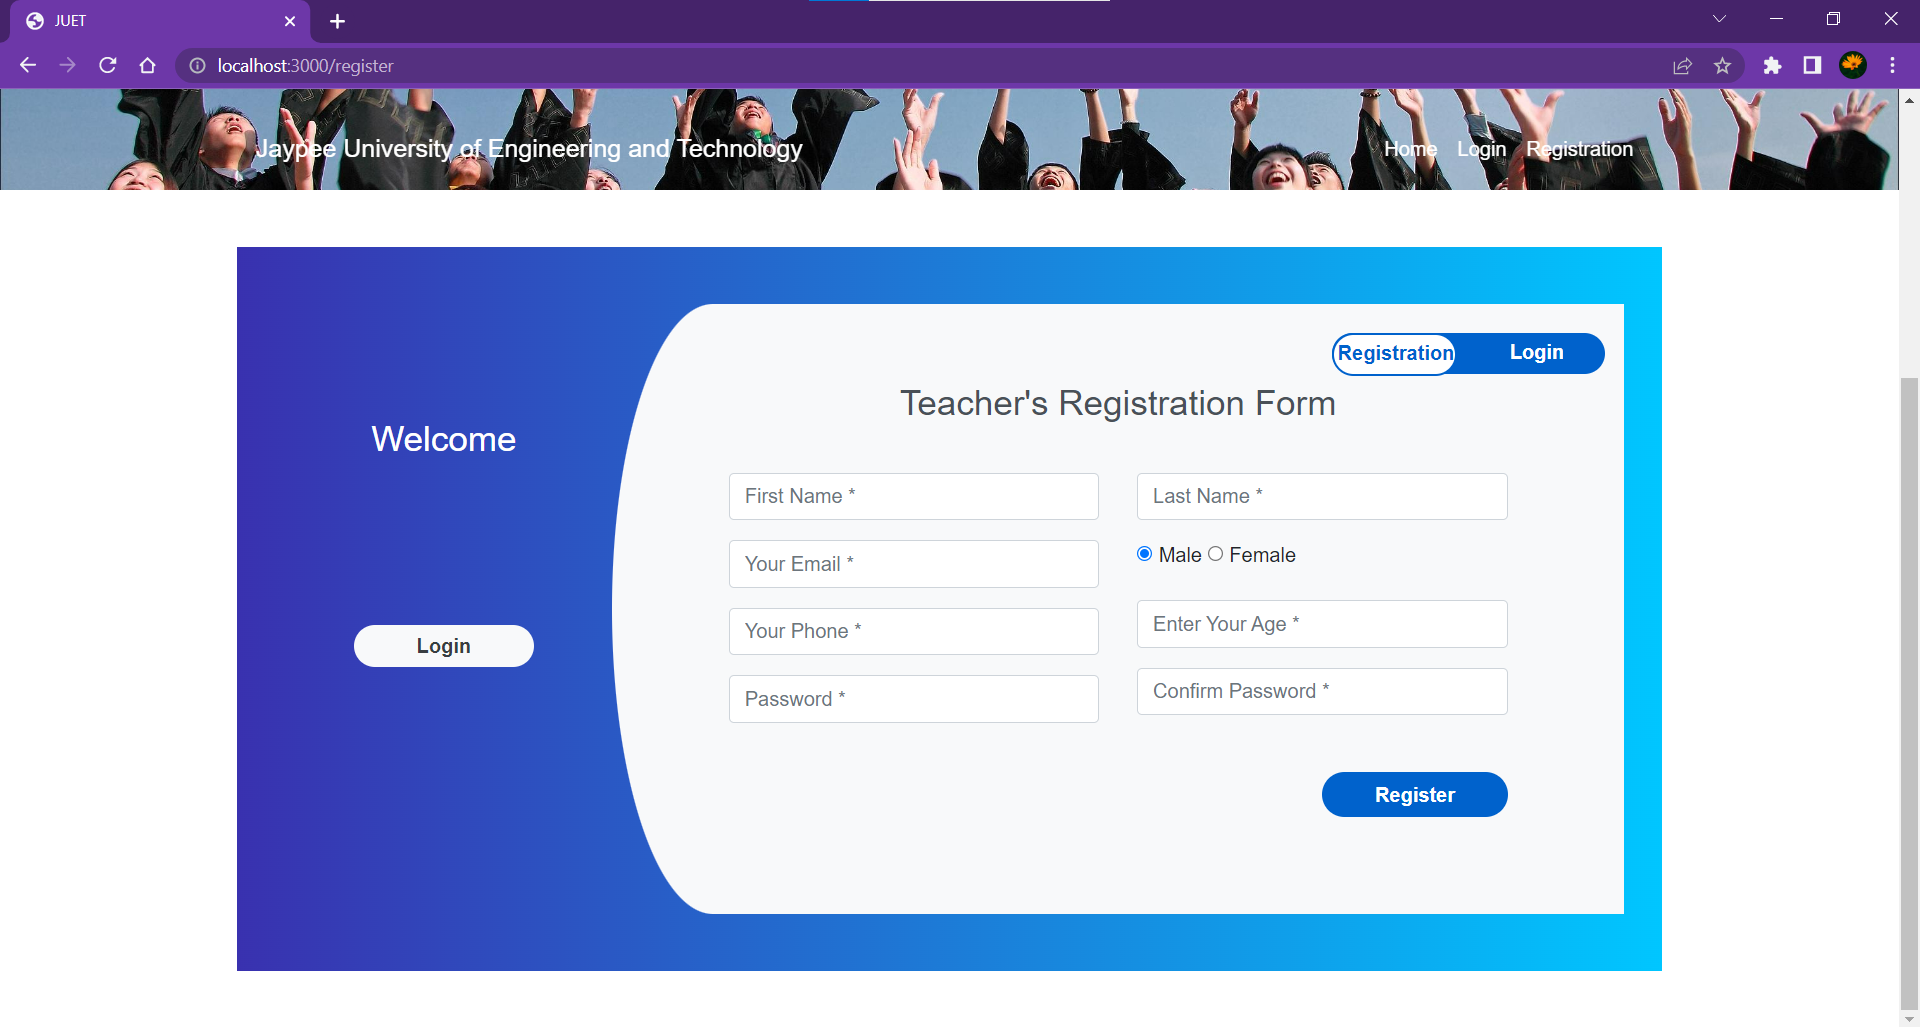 JUET
localhost:3000/register
Jaypee University of Engineering and Technology
Home Login Registration
Registration Login
Teacher's Registration Form
Welcome
First Name * Last Name *
Your Email * Male Female
Your Phone * Enter Your Age *
Login
Password * Confirm Password *
Register